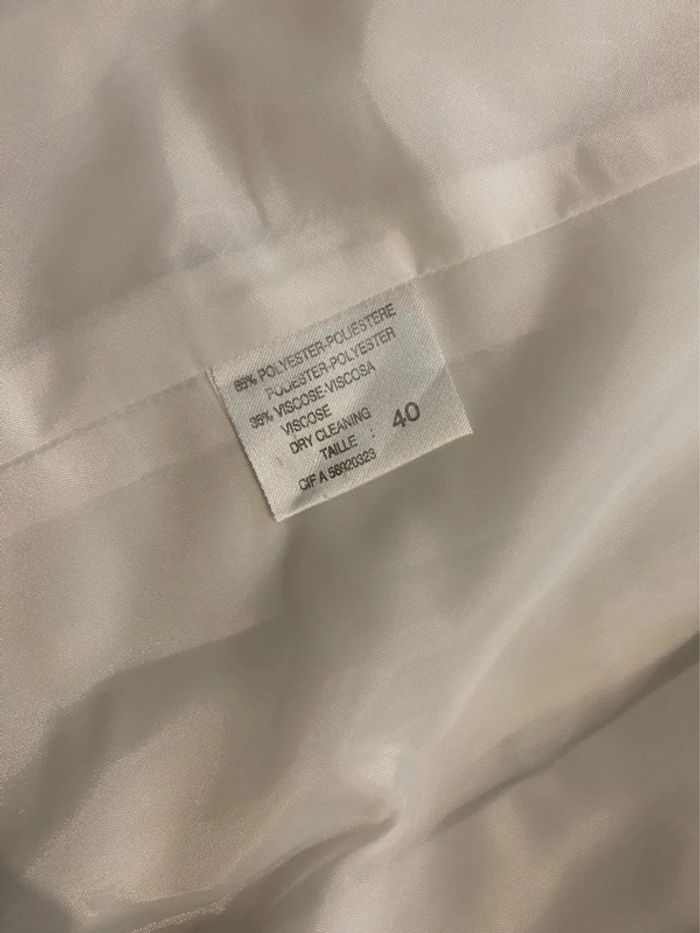 65% POLYESTER-POLIESTERE
POLIESTER-POLYESTER
35% VISCOSE-VISCOSA
VISCOSE
DRY CLEANING
TAILLE : 40
CIF A 58920323